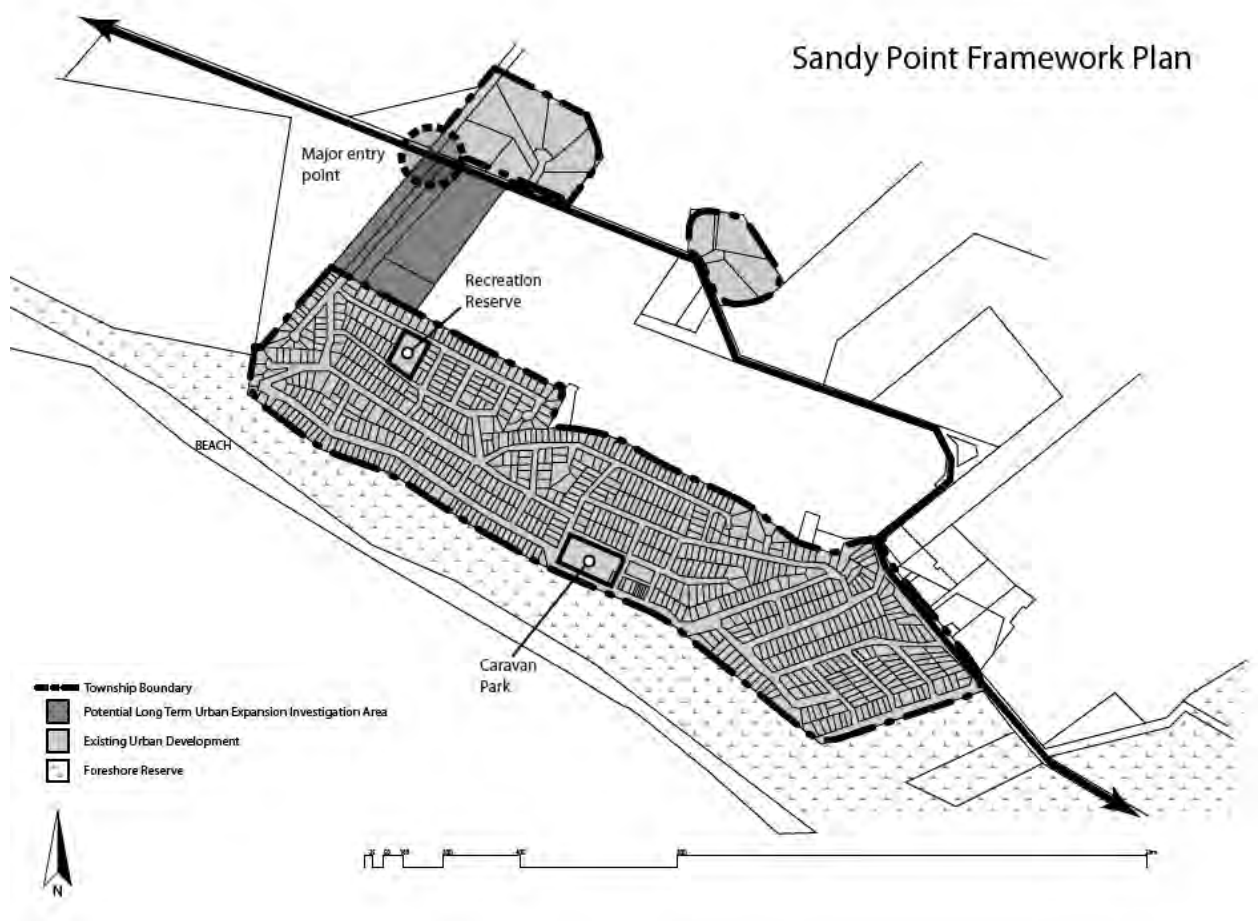 Sandy Point Framework Plan
Major entry
point
Recreation
Reserve
BEACH
Caravan
Park
Township Boundary
Potential Long Term Urban Expansion Investigation Area
Existing Urban Development
Foreshore Reserve
N